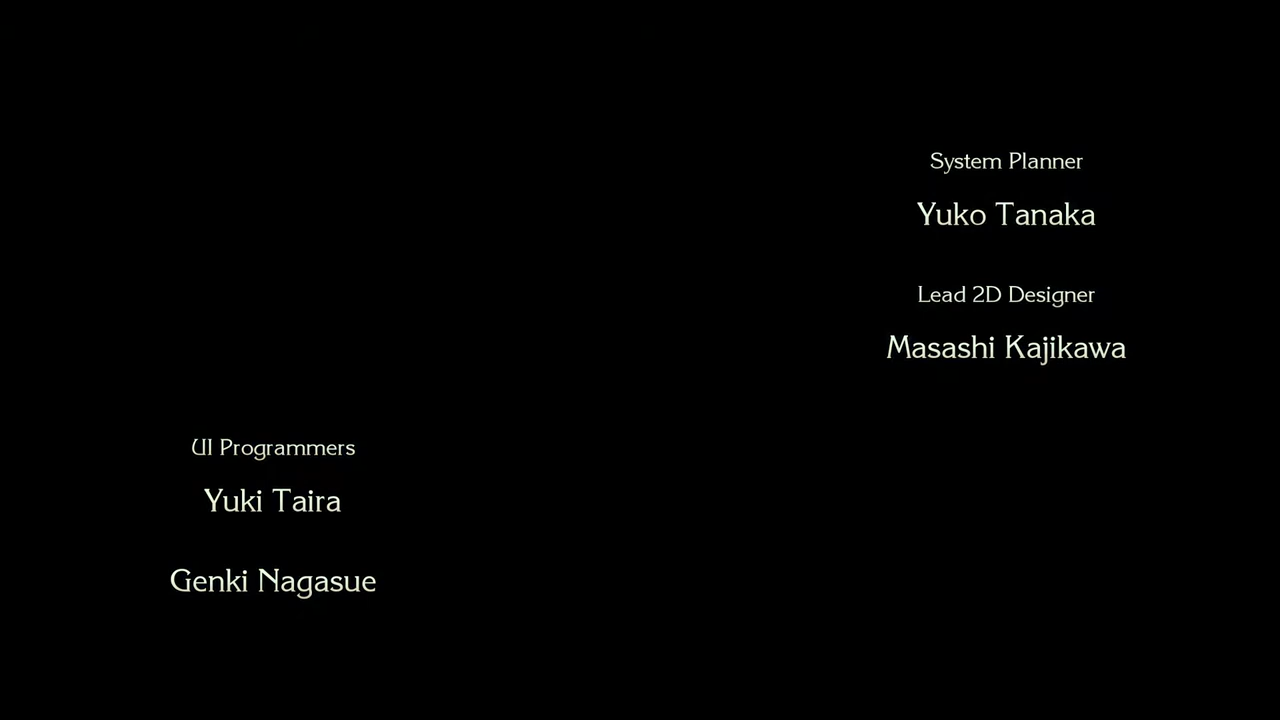 System Planner
Yuko Tanaka
Lead 2D Designer
Masashi Kajikawa
UI Programmers
Yuki Taira
Genki Nagasue